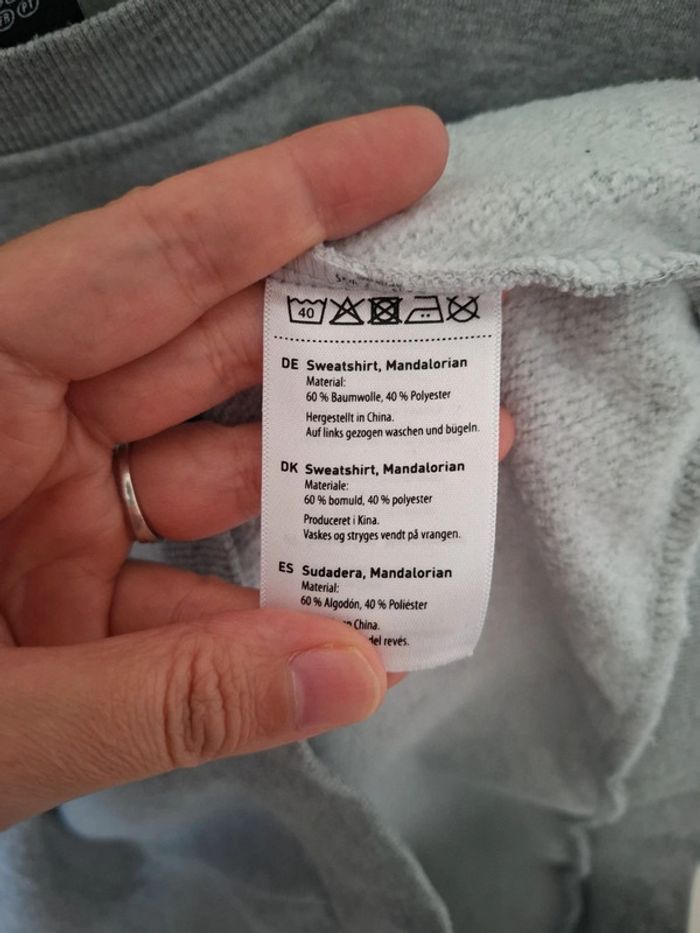 FR PT
40
DE Sweatshirt, Mandalorian
Material:
60 % Baumwolle, 40 % Polyester
Hergestellt in China.
Auf links gezogen waschen und bügeln.
DK Sweatshirt, Mandalorian
Materiale:
60 % bomuld, 40 % polyester
Produceret i Kina.
Vaskes og stryges vendt på vrangen.
ES Sudadera, Mandalorian
Material:
60 % Algodón, 40 % Poliéster
China.
del revés.